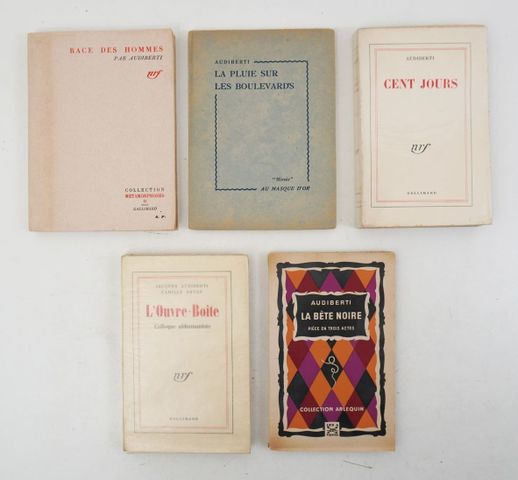 RACE DES HOMMES
PAR AUDIBERTI
nrf
COLLECTION
METAMORPHOSES
GALLIMARD
AUDIBERTI
LA PLUIE SUR
LES BOULEVARDS
"Miroir"
AU MASQUE D'OR
AUDIBERTI
CENT JOURS
nrf
GALLIMARD
JACQUES AUDIBERTI
CAMILLE BRYEN
L'Ouvre-Boîte
Colloque abhumaniste
nrf
GALLIMARD
AUDIBERTI
LA BÊTE NOIRE
PIÈCE EN TROIS ACTES
COLLECTION ARLEQUIN